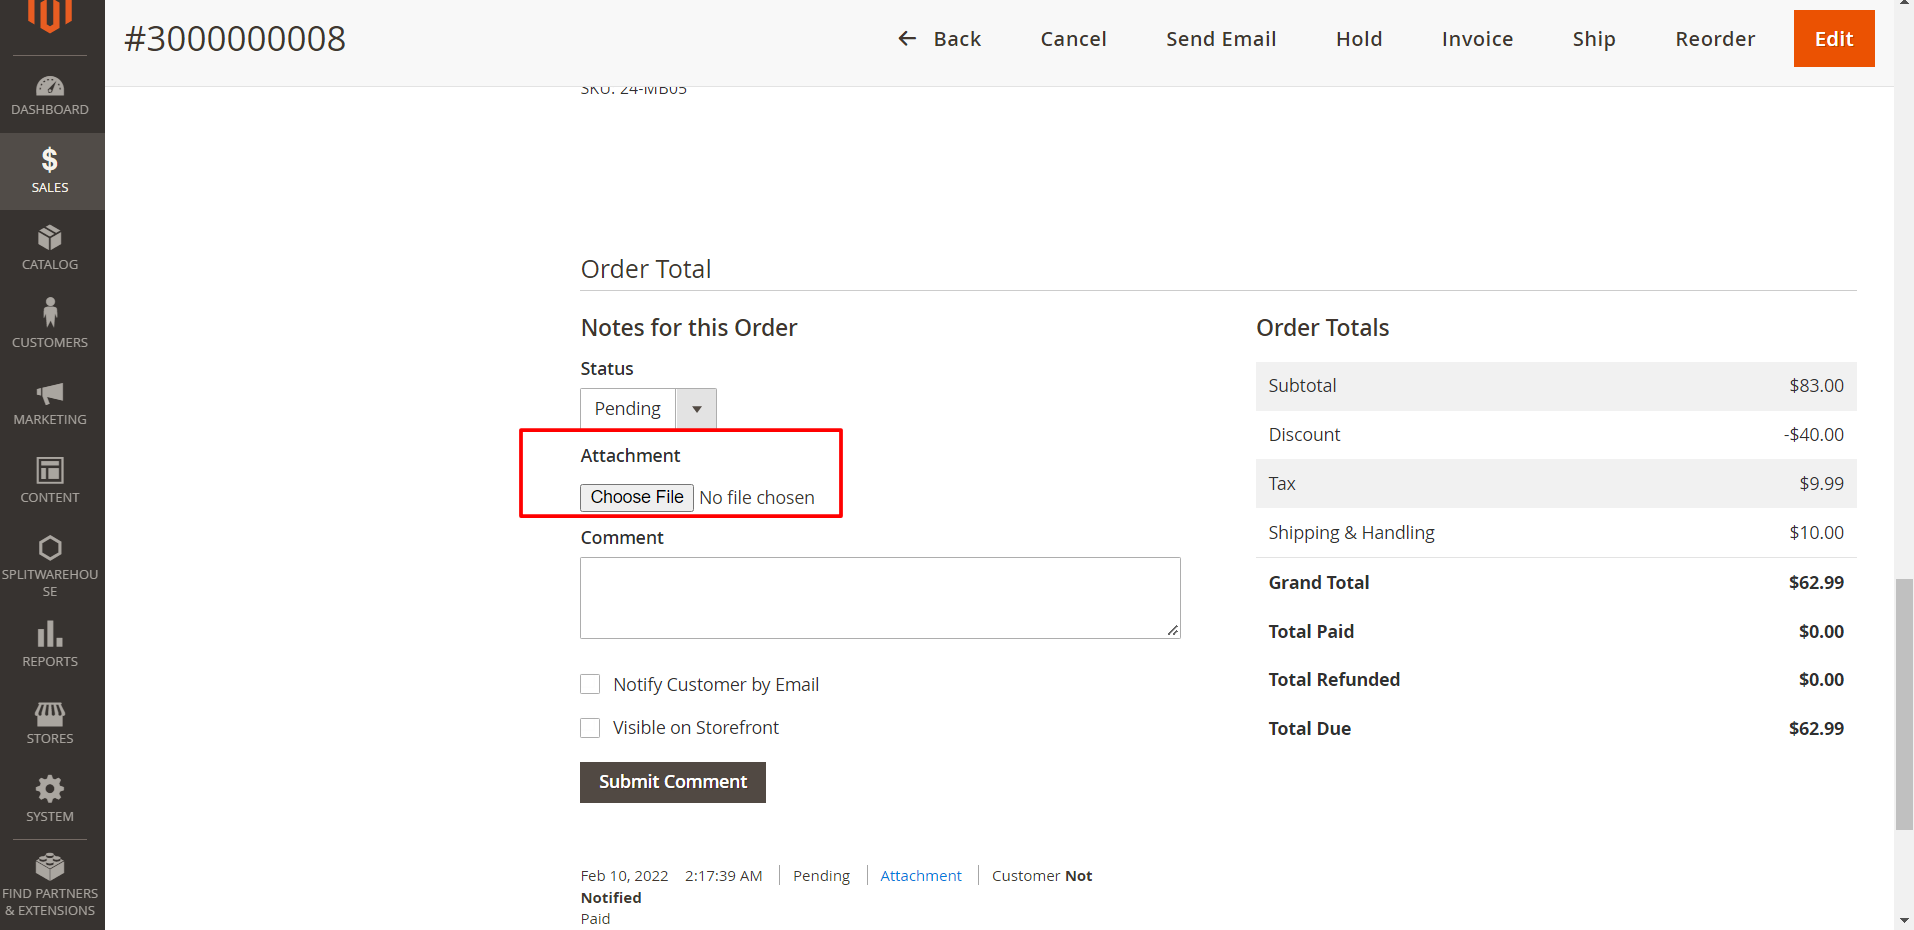 #3000000008
Back
Cancel
Send Email
Hold
Invoice
Ship
Reorder
Edit
DASHBOARD
SALES
CATALOG
CUSTOMERS
MARKETING
CONTENT
SPLITWAREHOU
SE
REPORTS
STORES
SYSTEM
FIND PARTNERS
& EXTENSIONS
SKU: 24-MB05
Order Total
Notes for this Order
Status
Pending
Attachment
Choose File No file chosen
Comment
Notify Customer by Email
Visible on Storefront
Submit Comment
Feb 10, 2022 2:17:39 AM Pending Attachment Customer Not
Notified
Paid
Order Totals
Subtotal $83.00
Discount -$40.00
Tax $9.99
Shipping & Handling $10.00
Grand Total $62.99
Total Paid $0.00
Total Refunded $0.00
Total Due $62.99